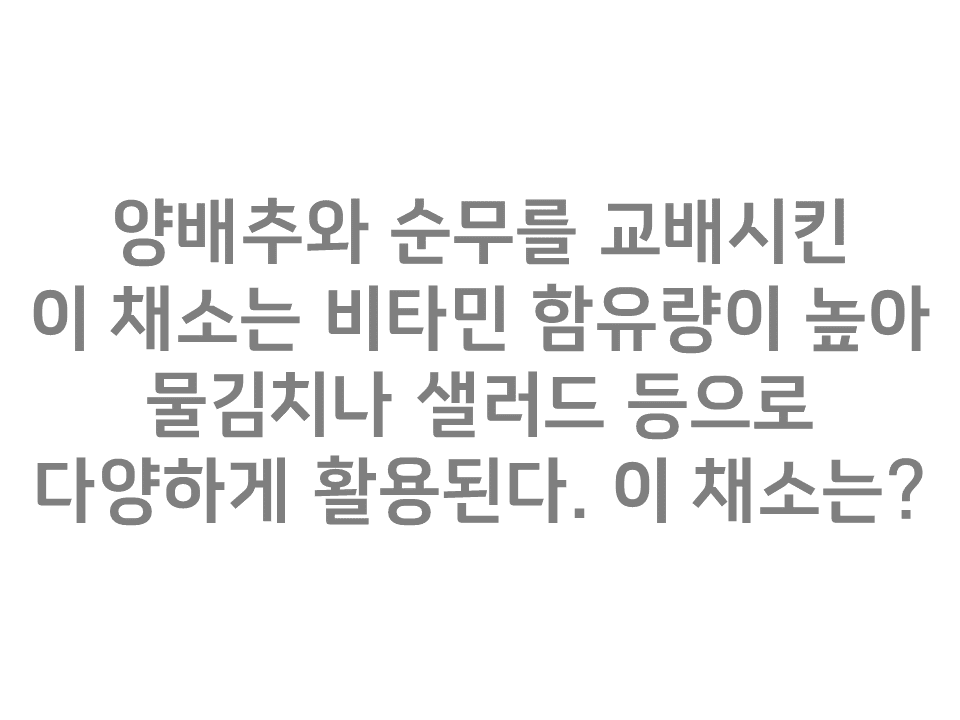 양배추와 순무를 교배시킨
이 채소는 비타민 함유량이 높아
물김치나 샐러드 등으로
다양하게 활용된다. 이 채소는?